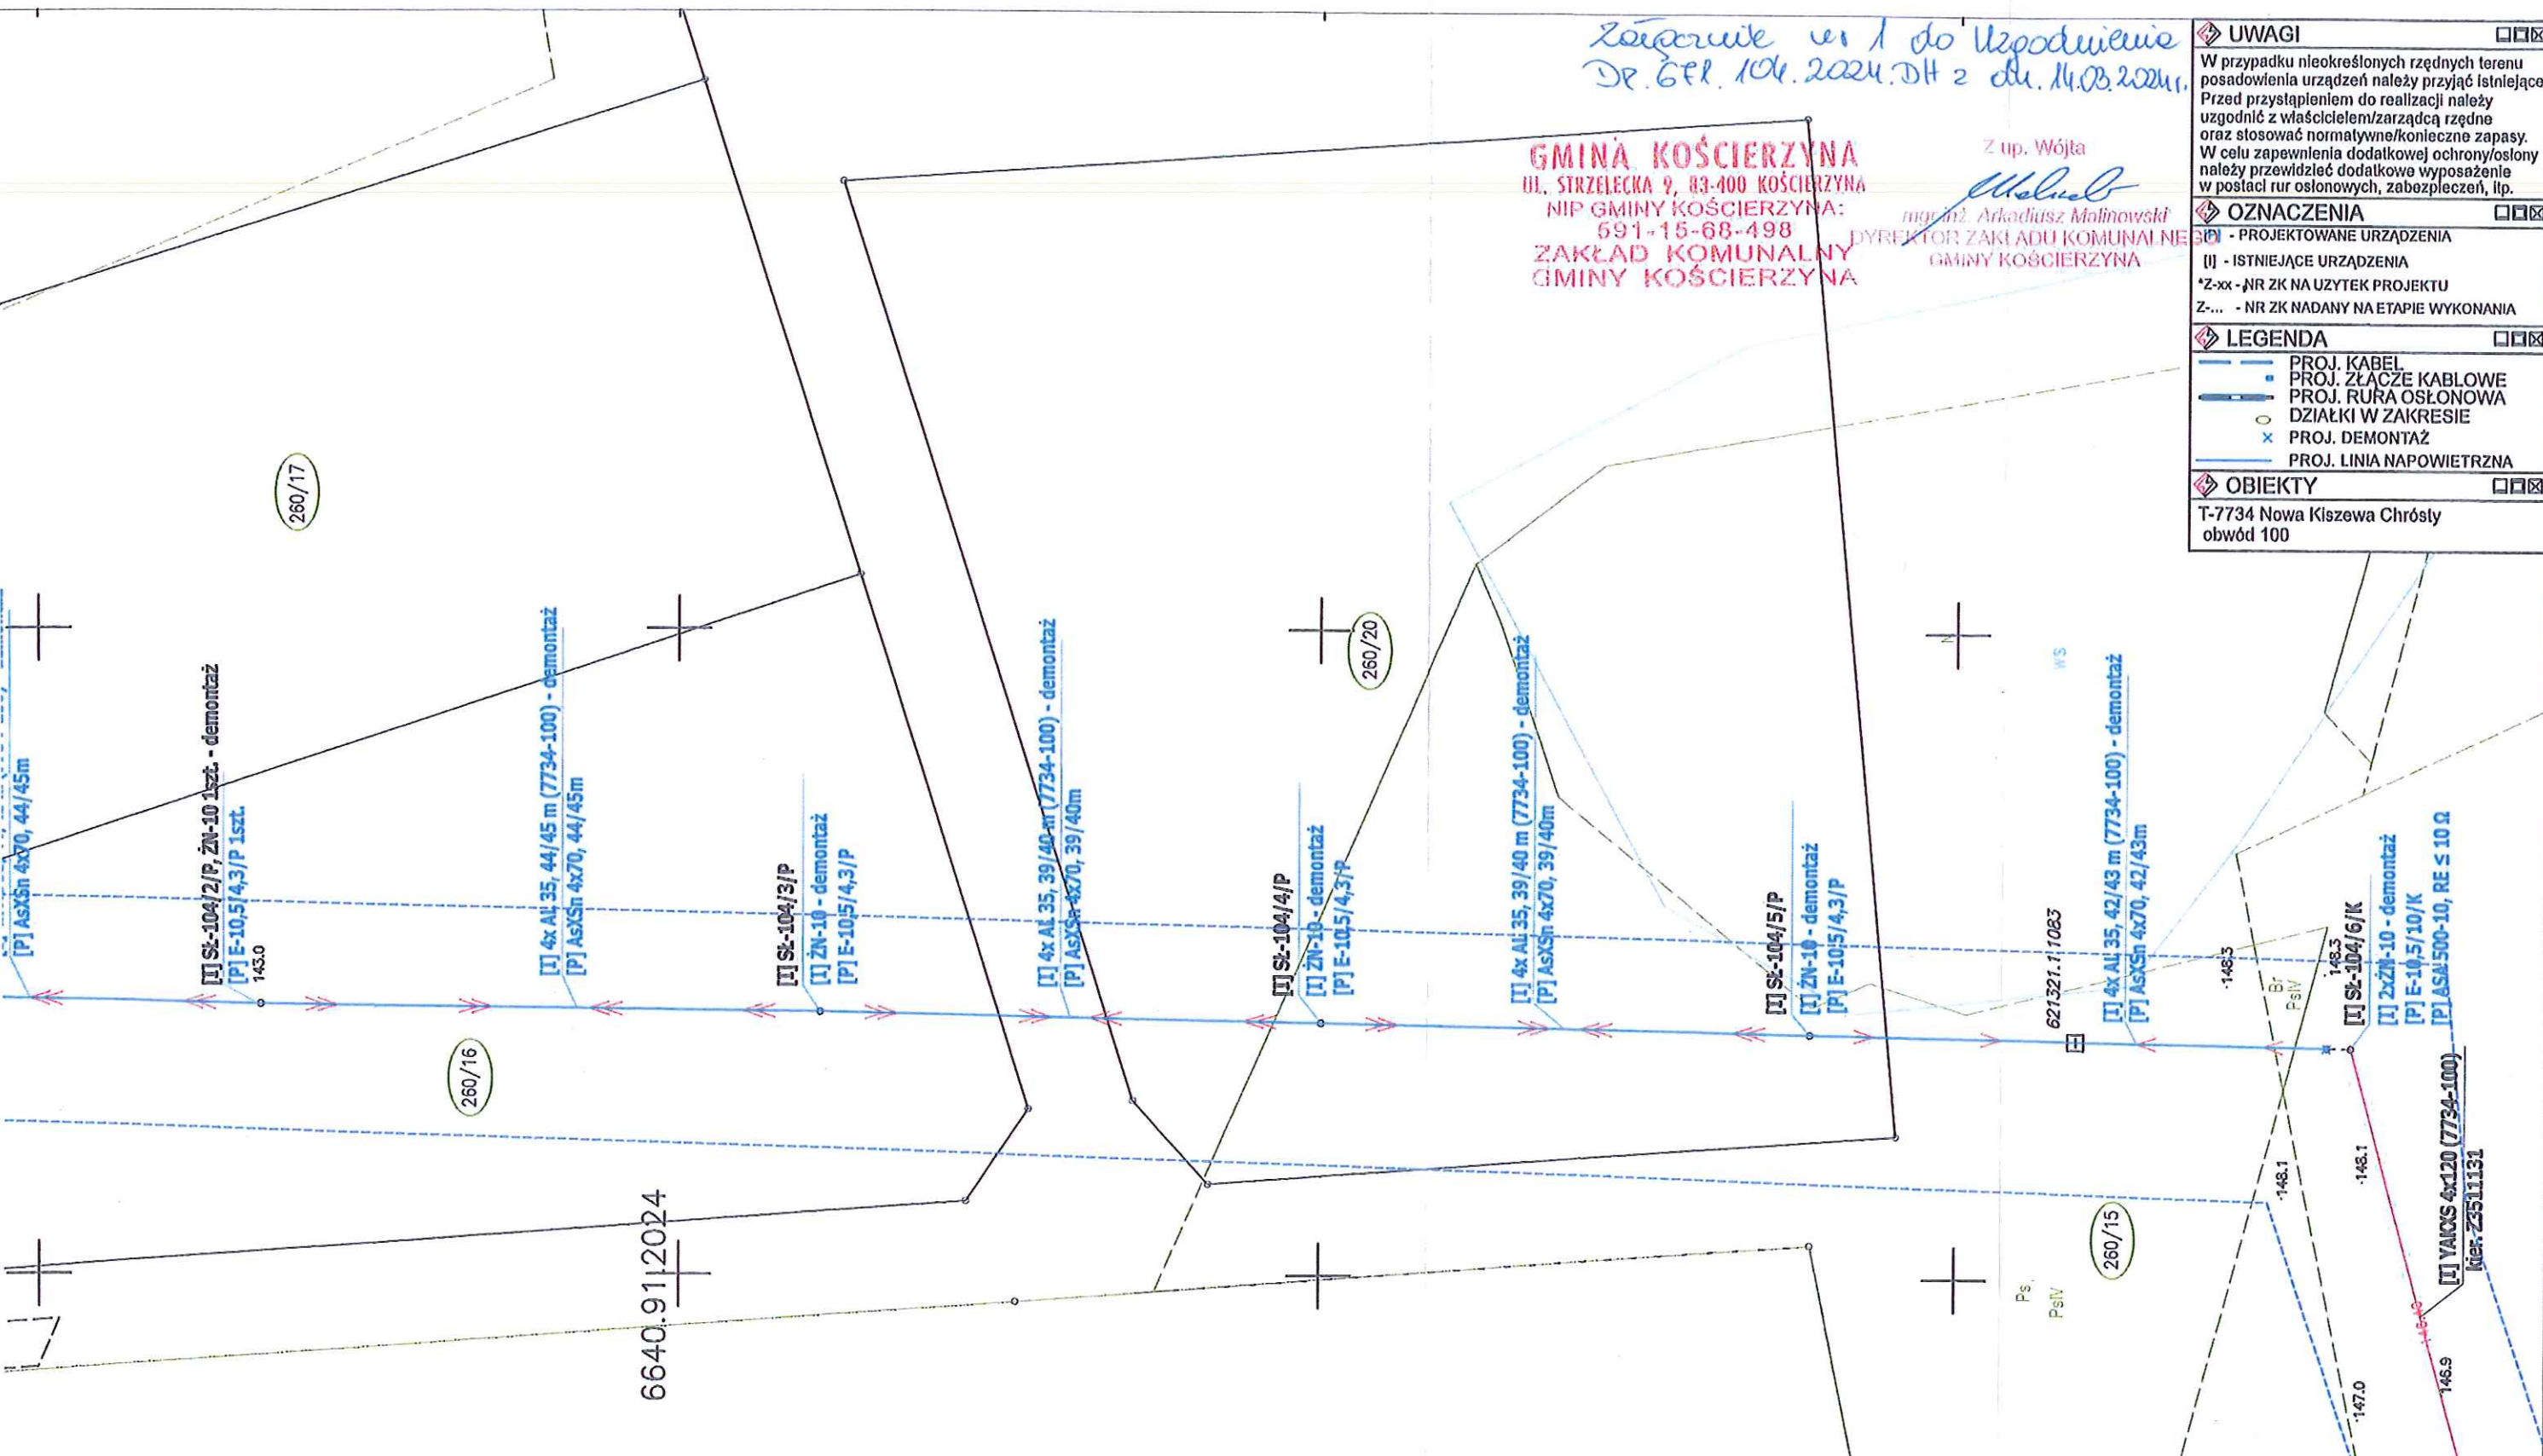 Załącznik nr 1 do Uzgodnienia
DR.671.104.2024.DH z dn. 14.03.2024r.
GMINA KOŚCIERZYNA
UL. STRZELECKA 9, 83-400 KOŚCIERZYNA
NIP GMINY KOŚCIERZYNA:
591-15-68-498
ZAKŁAD KOMUNALNY
GMINY KOŚCIERZYNA
Z up. Wójta
mgr inż. Arkadiusz Malinowski
DYREKTOR ZAKŁADU KOMUNALNEGO
GMINY KOŚCIERZYNA
UWAGI
W przypadku nieokreślonych rzędnych terenu
posadowienia urządzeń należy przyjąć istniejące
Przed przystąpieniem do realizacji należy
uzgodnić z właścicielem/zarządcą rzędne
oraz stosować normatywne/konieczne zapasy.
W celu zapewnienia dodatkowej ochrony/osłony
należy przewidzieć dodatkowe wyposażenie
w postaci rur osłonowych, zabezpieczeń, itp.
OZNACZENIA
[P] - PROJEKTOWANE URZĄDZENIA
[I] - ISTNIEJĄCE URZĄDZENIA
*Z-xx - NR ZK NA UZYTEK PROJEKTU
Z-... - NR ZK NADANY NA ETAPIE WYKONANIA
LEGENDA
PROJ. KABEL
PROJ. ZŁĄCZE KABLOWE
PROJ. RURA OSŁONOWA
DZIAŁKI W ZAKRESIE
PROJ. DEMONTAŻ
PROJ. LINIA NAPOWIETRZNA
OBIEKTY
T-7734 Nowa Kiszewa Chrósty
obwód 100
260/17
260/20
260/16
260/15
[P] AsXSn 4x70, 44/45m
[I] SŁ-104/2/P, ŻN-10 1szt. - demontaż
[P] E-10,5/4,3/P 1szt.
143.0
[I] 4x AL 35, 44/45 m (7734-100) - demontaż
[P] AsXSn 4x70, 44/45m
[I] SŁ-104/3/P
[I] ŻN-10 - demontaż
[P] E-10,5/4,3/P
[I] 4x AL 35, 39/40 m (7734-100) - demontaż
[P] AsXSn 4x70, 39/40m
[I] SŁ-104/4/P
[I] ŻN-10 - demontaż
[P] E-10,5/4,3/P
[I] 4x AL 35, 39/40 m (7734-100) - demontaż
[P] AsXSn 4x70, 39/40m
[I] SŁ-104/5/P
[I] ŻN-10 - demontaż
[P] E-10,5/4,3/P
621321.1 1083
[I] 4x AL 35, 42/43 m (7734-100) - demontaż
[P] AsXSn 4x70, 42/43m
N
WS
148.3
Br
PsIV
148.3
[I] SŁ-104/6/K
[I] 2xŻN-10 - demontaż
[P] E-10,5/10/K
[P] ASA 500-10, RE ≤ 10 Ω
[I] YAKXS 4x120 (7734-100)
kier. Z3511131
148.1
148.1
147.0
146.9
Ps
PsIV
6640.91.2024